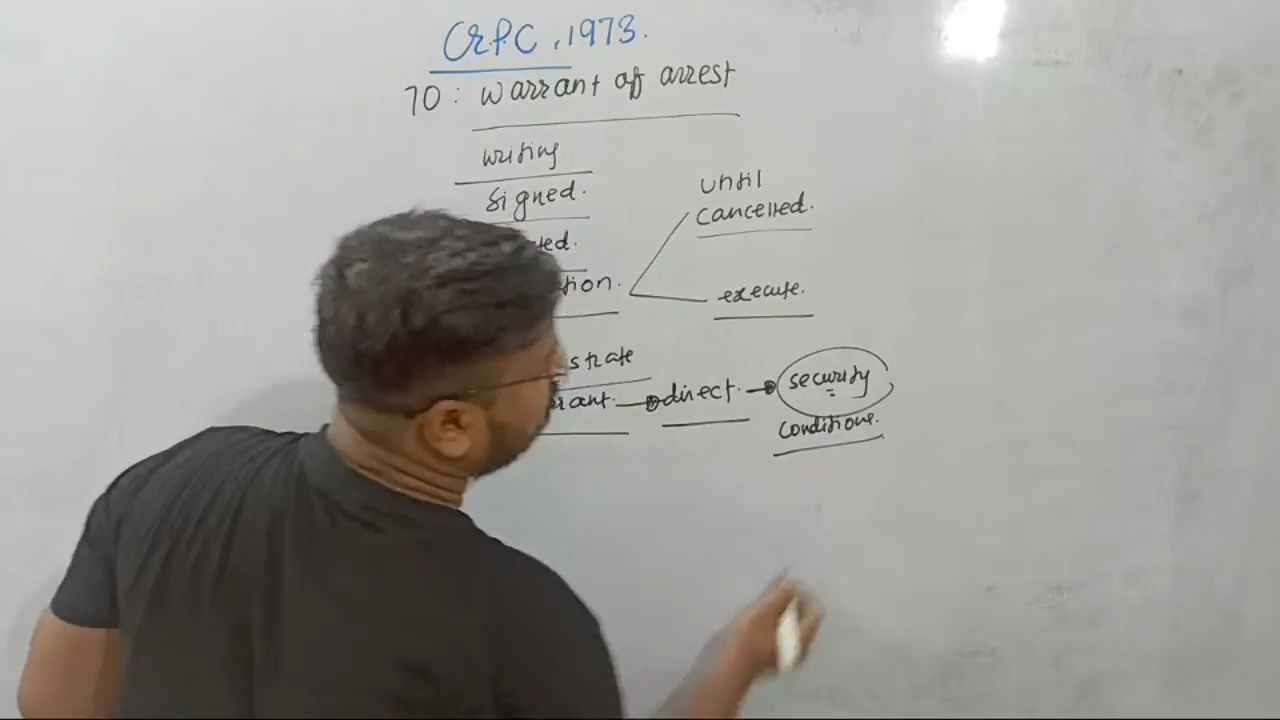 CrPC, 1973.
70: Warrant of arrest
writing
signed.
until
cancelled.
execute.
direct.
security
conditions.